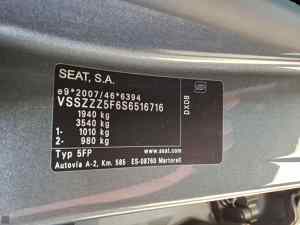 SEAT, S.A.
e9*2007/46*6394
VSSZZZ5F6S6516716
1940 kg
3540 kg
1- 1010 kg
2- 980 kg
Typ 5FP
Autovía A-2, Km. 585 ES-08760 Martorell
www.seat.com
DX08